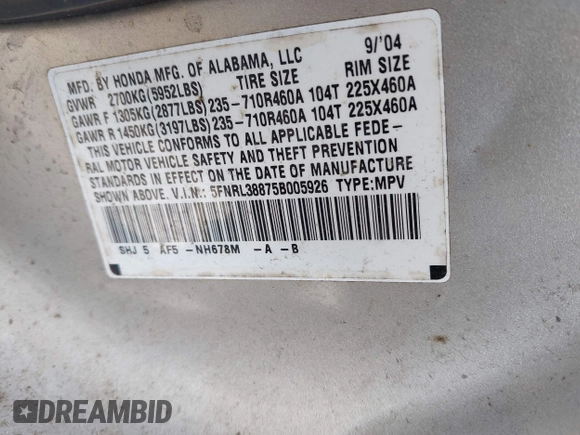 MFD. BY HONDA MFG. OF ALABAMA, LLC 9/'04
GVWR 2700KG(5952LBS) TIRE SIZE RIM SIZE
GAWR F 1305KG(2877LBS)235-710R460A 104T 225X460A
GAWR R 1450KG(3197LBS)235-710R460A 104T 225X460A
THIS VEHICLE CONFORMS TO ALL APPLICABLE FEDE-
RAL MOTOR VEHICLE SAFETY AND THEFT PREVENTION
STANDARDS IN EFFECT ON THE DATE OF MANUFACTURE
SHOWN ABOVE. V.I.N.: 5FNRL38875B005926 TYPE:MPV
SHJ 5 AF5 -NH678M -A -B
DREAMBID